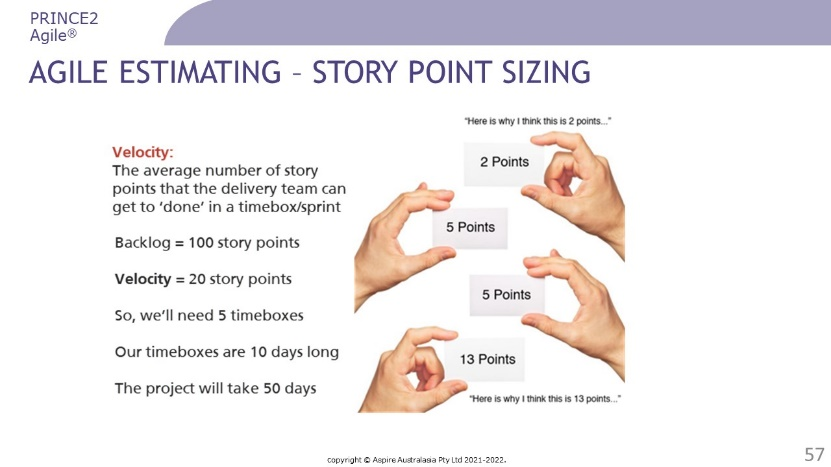 PRINCE2
Agile®
AGILE ESTIMATING – STORY POINT SIZING
Velocity:
The average number of story
points that the delivery team can
get to ‘done’ in a timebox/sprint
Backlog = 100 story points
Velocity = 20 story points
So, we’ll need 5 timeboxes
Our timeboxes are 10 days long
The project will take 50 days
“Here is why I think this is 2 points...”
2 Points
5 Points
5 Points
13 Points
“Here is why I think this is 13 points...”
copyright © Aspire Australasia Pty Ltd 2021-2022.
57